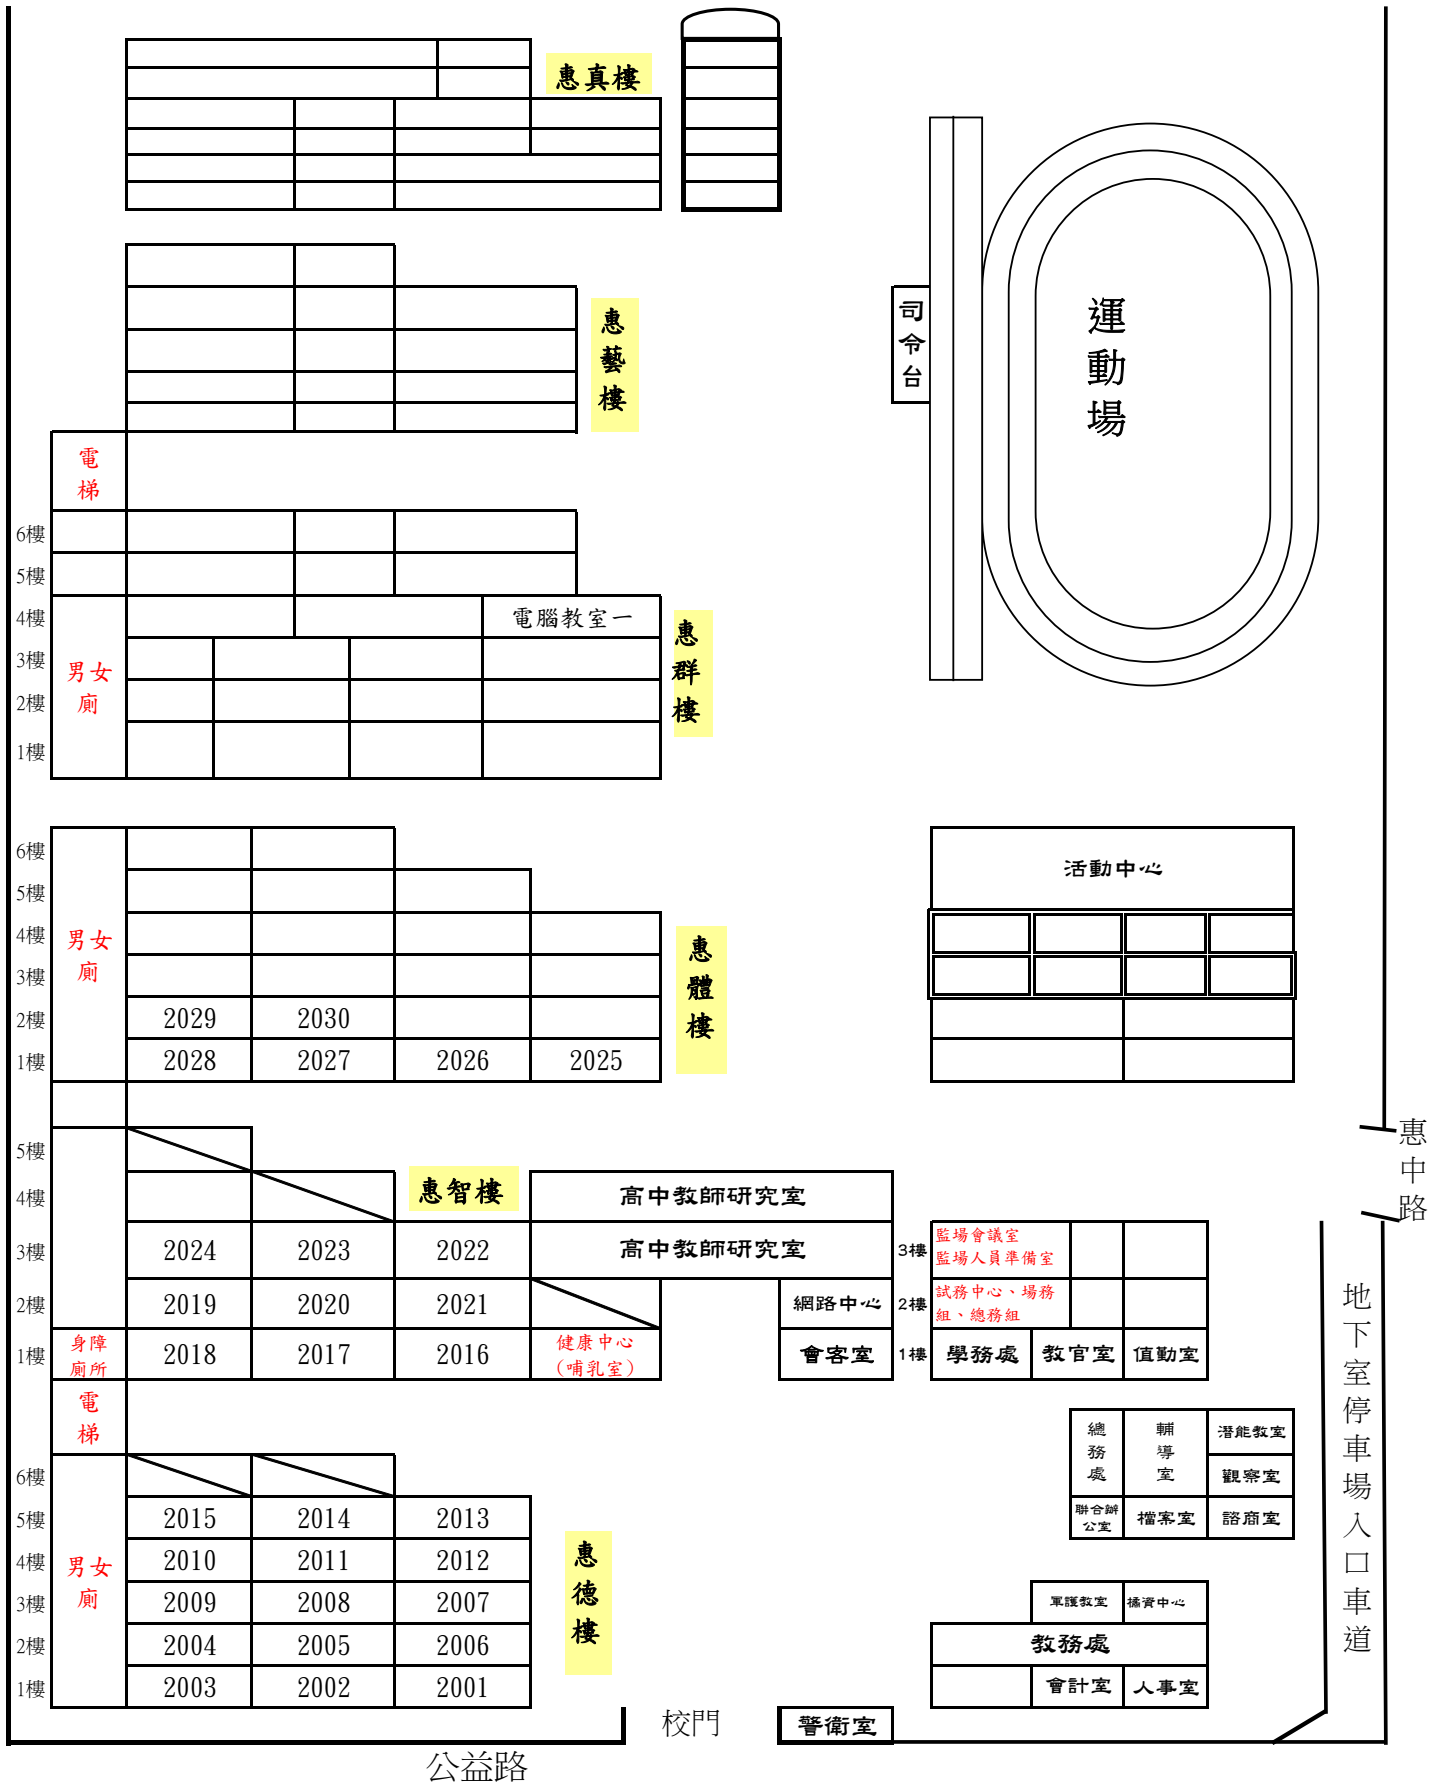 惠真樓
惠藝樓
司令台
運動場
電梯
6樓
5樓
4樓 電腦教室一
3樓
2樓
1樓
男女廁
惠群樓
6樓
5樓
4樓
3樓
2樓 2029 2030
1樓 2028 2027 2026 2025
男女廁
惠體樓
活動中心
惠中路
5樓
4樓 惠智樓 高中教師研究室
3樓 2024 2023 2022 高中教師研究室 3樓 監場會議室
監場人員準備室
2樓 2019 2020 2021 網路中心 2樓 試務中心、場務
組、總務組
1樓 身障廁所 2018 2017 2016 健康中心
(哺乳室) 會客室 1樓 學務處 教官室 值勤室
地下室停車場入口車道
電梯
總務處 輔導室 潛能教室
觀察室
聯合辦公室 檔案室 諮商室
6樓
5樓 2015 2014 2013
4樓 2010 2011 2012
3樓 2009 2008 2007
2樓 2004 2005 2006
1樓 2003 2002 2001
男女廁
惠德樓
軍護教室 橘資中心
教務處
會計室 人事室
校門 警衛室
公益路